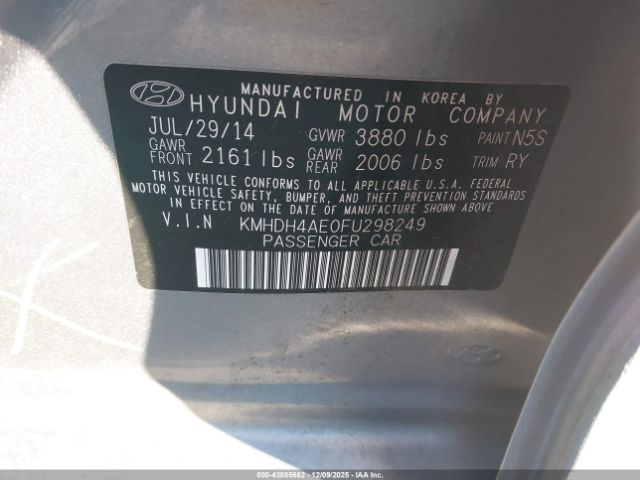 MANUFACTURED IN KOREA BY
HYUNDAI MOTOR COMPANY
JUL/29/14 GVWR 3880 lbs PAINT N5S
GAWR FRONT 2161 lbs GAWR REAR 2006 lbs TRIM RY
THIS VEHICLE CONFORMS TO ALL APPLICABLE U.S.A. FEDERAL
MOTOR VEHICLE SAFETY, BUMPER, AND THEFT PREVENTION STANDARDS
IN EFFECT ON THE DATE OF MANUFACTURE SHOWN ABOVE.
V.I.N KMHDH4AE0FU298249
PASSENGER CAR
000-43885662 - 12/09/2025 - IAAI.COM